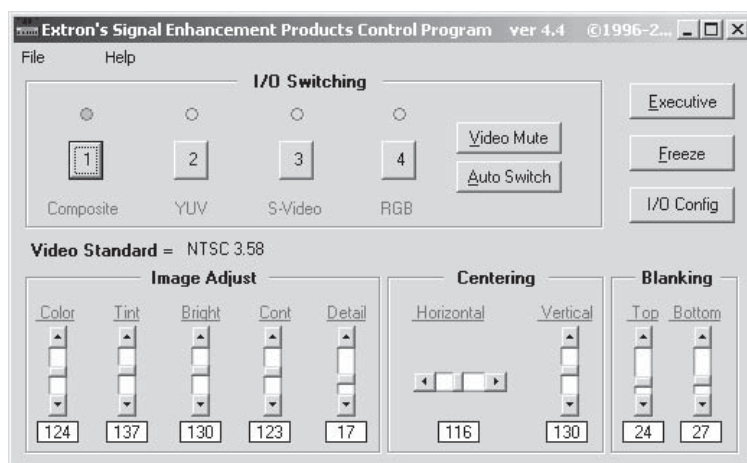 Extron's Signal Enhancement Products Control Program ver 4.4 ©1996-2...
File Help
I/O Switching
1 2 3 4
Composite YUV S-Video RGB
Video Mute
Auto Switch
Executive
Freeze
I/O Config
Video Standard = NTSC 3.58
Image Adjust
Color Tint Bright Cont Detail
124 137 130 123 17
Centering
Horizontal Vertical
116 130
Blanking
Top Bottom
24 27